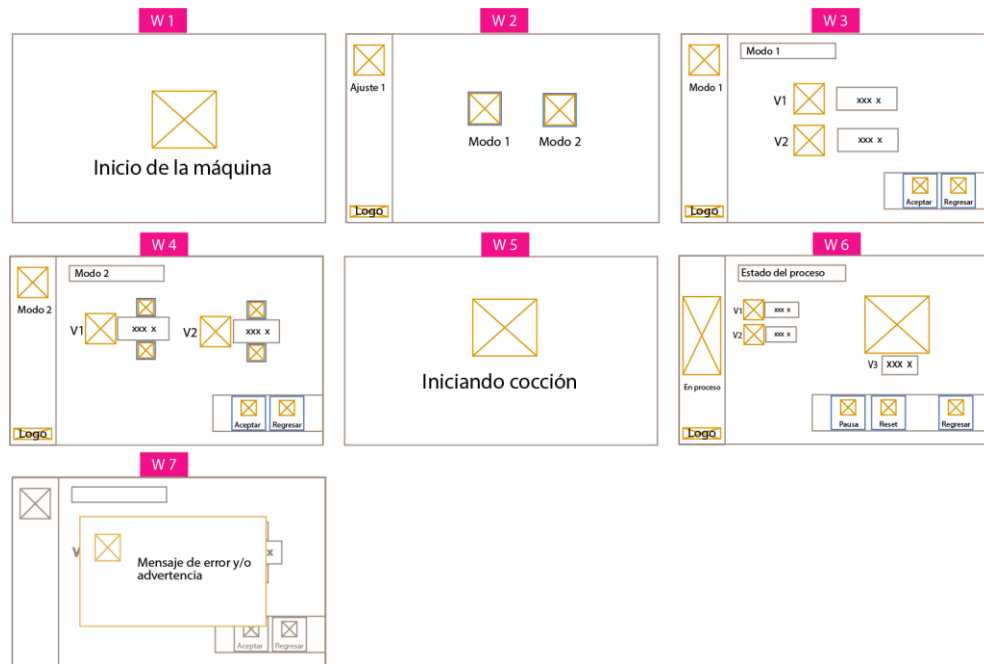 W 1
Inicio de la máquina
W 2
Ajuste 1
Modo 1
Modo 2
Logo
W 3
Modo 1
Modo 1
V1
xxx x
V2
xxx x
Aceptar
Regresar
Logo
W 4
Modo 2
Modo 2
V1
xxx x
V2
xxx x
Aceptar
Regresar
Logo
W 5
Iniciando cocción
W 6
Estado del proceso
V1
xxx x
V2
xxx x
V3
xxx x
En proceso
Pausa
Reset
Regresar
Logo
W 7
V
x
Mensaje de error y/o
advertencia
Aceptar
Regresar